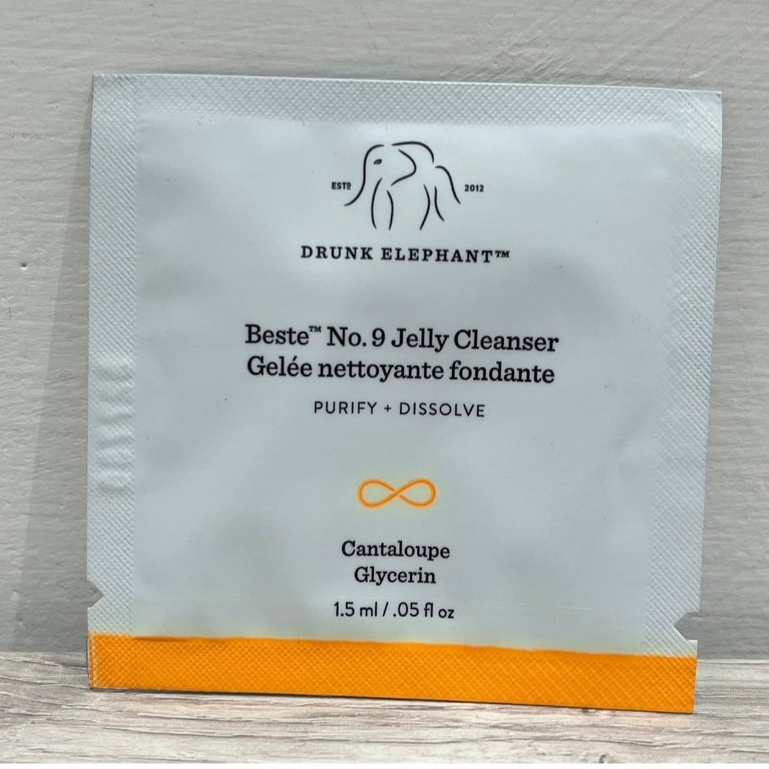 ESTD 2012
DRUNK ELEPHANT™
Beste™ No. 9 Jelly Cleanser
Gelée nettoyante fondante
PURIFY + DISSOLVE
Cantaloupe
Glycerin
1.5 ml / .05 fl oz